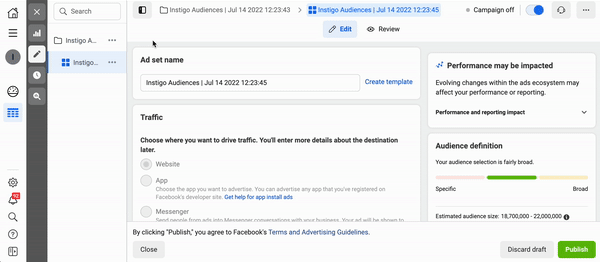 Search
Instigo Audiences | Jul 14 2022 12:23:43
Instigo Audiences | Jul 14 2022 12:23:45
Campaign off
Edit
Review
Instigo A...
Instigo...
Ad set name
Instigo Audiences | Jul 14 2022 12:23:45
Create template
Traffic
Choose where you want to drive traffic. You'll enter more details about the destination
later.
Website
App
Choose the app you want to advertise. You can advertise any app that you've registered on
Facebook's developer site. Get help for app install ads
Messenger
Send people from ads into Messenger conversations with your business. Your ad will be shown to
Performance may be impacted
Evolving changes within the ads ecosystem may
affect your performance or reporting.
Performance and reporting impact
Audience definition
Your audience selection is fairly broad.
Specific
Broad
Estimated audience size: 18,700,000 - 22,000,000
By clicking "Publish," you agree to Facebook's Terms and Advertising Guidelines.
Close
Discard draft
Publish